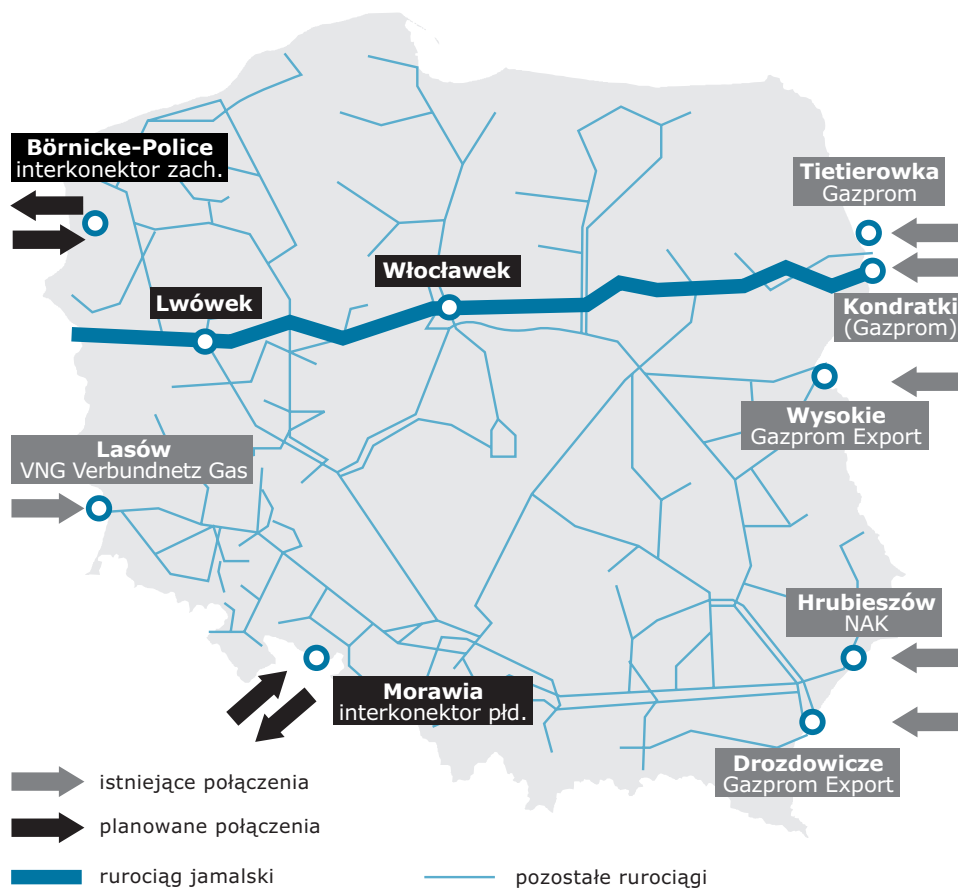 Börnicke-Police
interkonektor zach.
Tietierowka
Gazprom
Włocławek
Lwówek
Kondratki
(Gazprom)
Wysokie
Gazprom Export
Lasów
VNG Verbundnetz Gas
Hrubieszów
NAK
Morawia
interkonektor płd.
Drozdowicze
Gazprom Export
istniejące połączenia
planowane połączenia
rurociąg jamalski
pozostałe rurociągi